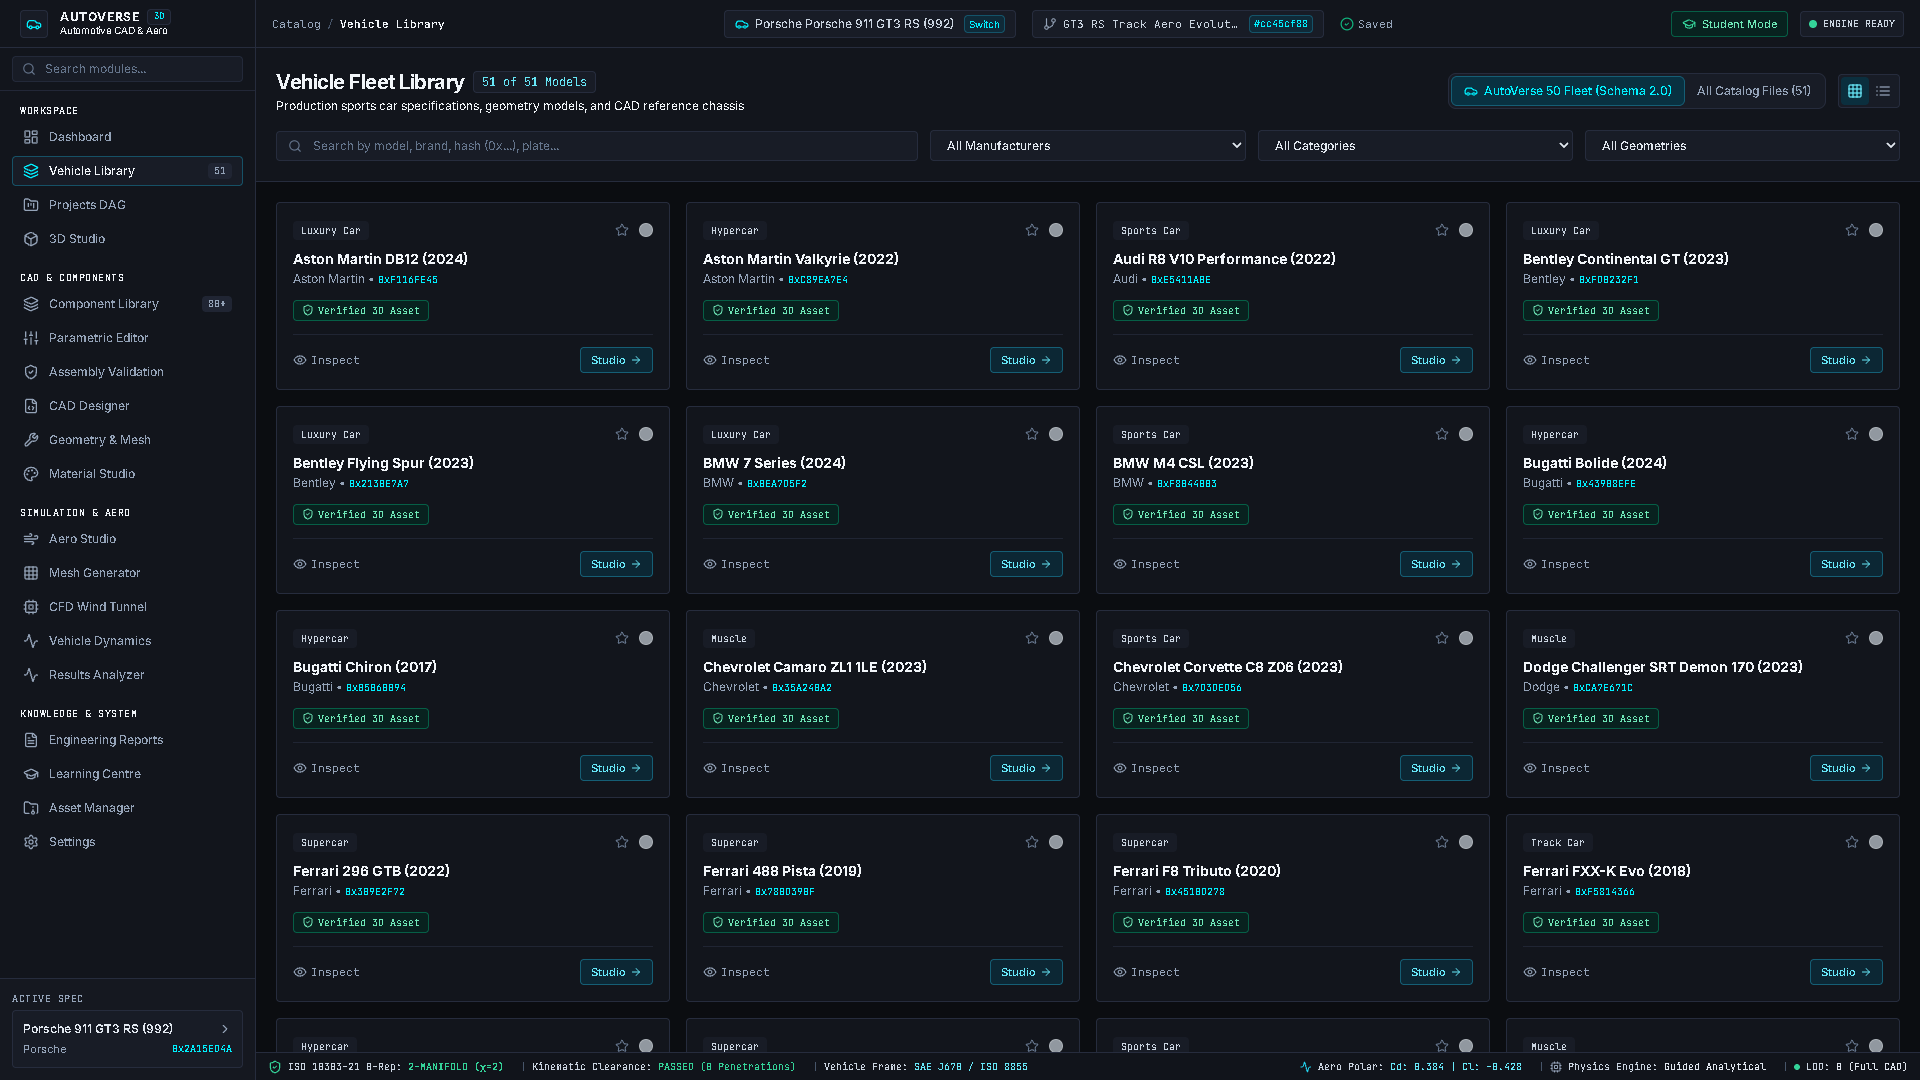 AUTOVERSE 3D
Automotive CAD & Aero
Search modules...
WORKSPACE
Dashboard
Vehicle Library 51
Projects DAG
3D Studio
CAD & COMPONENTS
Component Library 80+
Parametric Editor
Assembly Validation
CAD Designer
Geometry & Mesh
Material Studio
SIMULATION & AERO
Aero Studio
Mesh Generator
CFD Wind Tunnel
Vehicle Dynamics
Results Analyzer
KNOWLEDGE & SYSTEM
Engineering Reports
Learning Centre
Asset Manager
Settings
ACTIVE SPEC
Porsche 911 GT3 RS (992)
Porsche 0x2A15ED4A
Catalog / Vehicle Library
Porsche Porsche 911 GT3 RS (992) Switch
GT3 RS Track Aero Evolut… #cc45cf88
Saved
Student Mode
ENGINE READY
Vehicle Fleet Library 51 of 51 Models
Production sports car specifications, geometry models, and CAD reference chassis
AutoVerse 50 Fleet (Schema 2.0) All Catalog Files (51)
Search by model, brand, hash (0x...), plate...
All Manufacturers All Categories All Geometries
Luxury Car
Aston Martin DB12 (2024)
Aston Martin • 0xF116FE45
Verified 3D Asset
Inspect Studio →
Hypercar
Aston Martin Valkyrie (2022)
Aston Martin • 0xC89EA7E4
Verified 3D Asset
Inspect Studio →
Sports Car
Audi R8 V10 Performance (2022)
Audi • 0xE5411ABE
Verified 3D Asset
Inspect Studio →
Luxury Car
Bentley Continental GT (2023)
Bentley • 0xF08232F1
Verified 3D Asset
Inspect Studio →
Luxury Car
Bentley Flying Spur (2023)
Bentley • 0x2138E7A7
Verified 3D Asset
Inspect Studio →
Luxury Car
BMW 7 Series (2024)
BMW • 0x8EA705F2
Verified 3D Asset
Inspect Studio →
Sports Car
BMW M4 CSL (2023)
BMW • 0xF8844083
Verified 3D Asset
Inspect Studio →
Hypercar
Bugatti Bolide (2024)
Bugatti • 0x43988EFE
Verified 3D Asset
Inspect Studio →
Hypercar
Bugatti Chiron (2017)
Bugatti • 0x85868894
Verified 3D Asset
Inspect Studio →
Muscle
Chevrolet Camaro ZL1 1LE (2023)
Chevrolet • 0x35A248A2
Verified 3D Asset
Inspect Studio →
Sports Car
Chevrolet Corvette C8 Z06 (2023)
Chevrolet • 0x7D3DED56
Verified 3D Asset
Inspect Studio →
Muscle
Dodge Challenger SRT Demon 170 (2023)
Dodge • 0xCA7E671C
Verified 3D Asset
Inspect Studio →
Supercar
Ferrari 296 GTB (2022)
Ferrari • 0x389E2F72
Verified 3D Asset
Inspect Studio →
Supercar
Ferrari 488 Pista (2019)
Ferrari • 0x788D398F
Verified 3D Asset
Inspect Studio →
Supercar
Ferrari F8 Tributo (2020)
Ferrari • 0x4518D278
Verified 3D Asset
Inspect Studio →
Track Car
Ferrari FXX-K Evo (2018)
Ferrari • 0xF5814366
Verified 3D Asset
Inspect Studio →
Hypercar
Supercar
Sports Car
Muscle
ISO 10303-21 B-Rep: 2-MANIFOLD (χ=2) | Kinematic Clearance: PASSED (0 Penetrations) | Vehicle Frame: SAE J670 / ISO 8855
Aero Polar: Cd: 0.384 | Cl: -0.428 | Physics Engine: Guided Analytical | LOD: 0 (Full CAD)